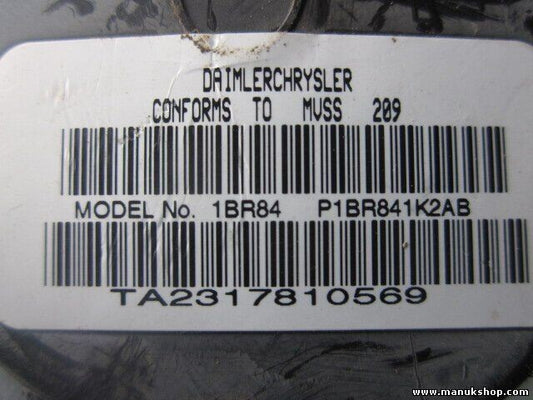 DAIMLERCHRYSLER
CONFORMS TO MVSS 209
MODEL No. 1BR84 P1BR841K2AB
TA2317810569
www.manukshop.com